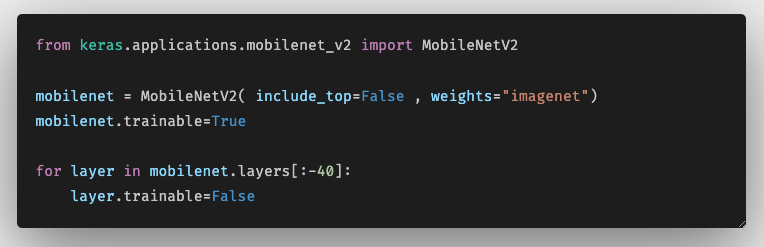 from keras.applications.mobilenet_v2 import MobileNetV2
mobilenet = MobileNetV2( include_top=False , weights="imagenet")
mobilenet.trainable=True
for layer in mobilenet.layers[:-40]:
    layer.trainable=False